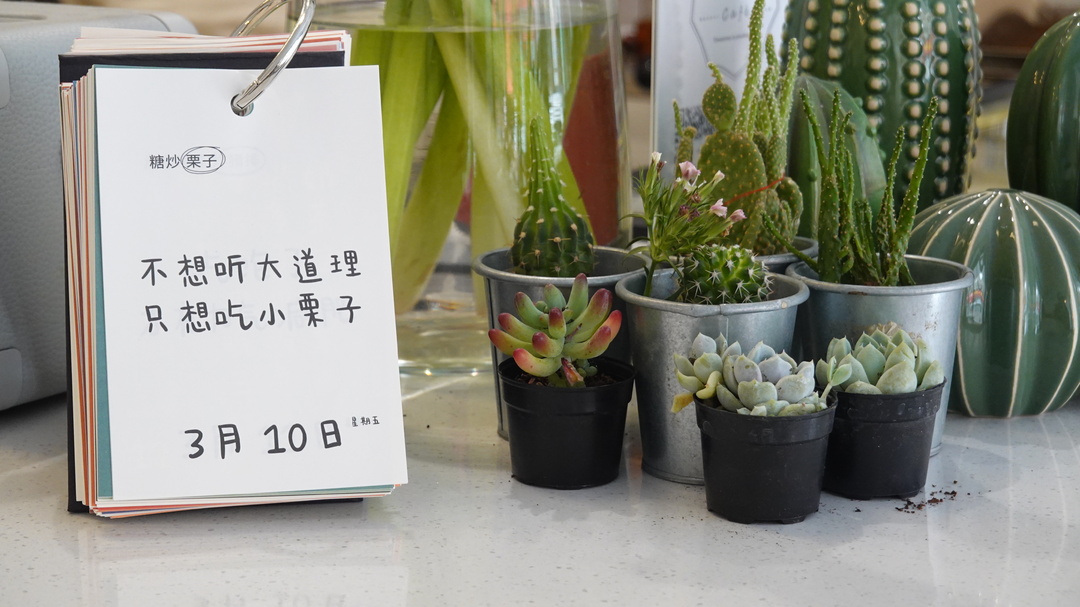 糖炒栗子
不想听大道理
只想吃小栗子
3月10日 星期五